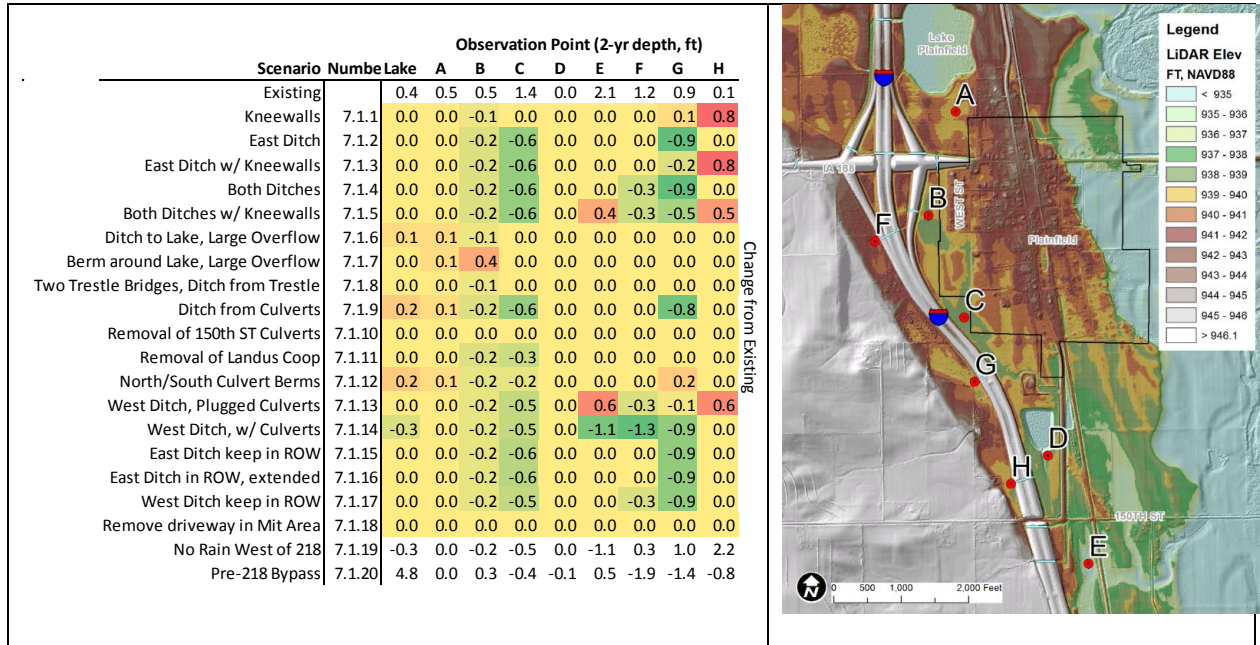 Observation Point (2-yr depth, ft)
Scenario Numbe Lake A B C D E F G H
Existing 0.4 0.5 0.5 1.4 0.0 2.1 1.2 0.9 0.1
Kneewalls 7.1.1 0.0 0.0 -0.1 0.0 0.0 0.0 0.0 0.1 0.8
East Ditch 7.1.2 0.0 0.0 -0.2 -0.6 0.0 0.0 0.0 -0.9 0.0
East Ditch w/ Kneewalls 7.1.3 0.0 0.0 -0.2 -0.6 0.0 0.0 0.0 -0.2 0.8
Both Ditches 7.1.4 0.0 0.0 -0.2 -0.6 0.0 0.0 -0.3 -0.9 0.0
Both Ditches w/ Kneewalls 7.1.5 0.0 0.0 -0.2 -0.6 0.0 0.4 -0.3 -0.5 0.5
Ditch to Lake, Large Overflow 7.1.6 0.1 0.1 -0.1 0.0 0.0 0.0 0.0 0.0 0.0
Berm around Lake, Large Overflow 7.1.7 0.0 0.1 0.4 0.0 0.0 0.0 0.0 0.0 0.0
Two Trestle Bridges, Ditch from Trestle 7.1.8 0.0 0.0 -0.1 0.0 0.0 0.0 0.0 0.0 0.0
Ditch from Culverts 7.1.9 0.2 0.1 -0.2 -0.6 0.0 0.0 0.0 -0.8 0.0
Removal of 150th ST Culverts 7.1.10 0.0 0.0 0.0 0.0 0.0 0.0 0.0 0.0 0.0
Removal of Landus Coop 7.1.11 0.0 0.0 -0.2 -0.3 0.0 0.0 0.0 0.0 0.0
North/South Culvert Berms 7.1.12 0.2 0.1 -0.2 -0.2 0.0 0.0 0.0 0.2 0.0
West Ditch, Plugged Culverts 7.1.13 0.0 0.0 -0.2 -0.5 0.0 0.6 -0.3 -0.1 0.6
West Ditch, w/ Culverts 7.1.14 -0.3 0.0 -0.2 -0.5 0.0 -1.1 -1.3 -0.9 0.0
East Ditch keep in ROW 7.1.15 0.0 0.0 -0.2 -0.6 0.0 0.0 0.0 -0.9 0.0
East Ditch in ROW, extended 7.1.16 0.0 0.0 -0.2 -0.6 0.0 0.0 0.0 -0.9 0.0
West Ditch keep in ROW 7.1.17 0.0 0.0 -0.2 -0.5 0.0 0.0 -0.3 -0.9 0.0
Remove driveway in Mit Area 7.1.18 0.0 0.0 0.0 0.0 0.0 0.0 0.0 0.0 0.0
No Rain West of 218 7.1.19 -0.3 0.0 -0.2 -0.5 0.0 -1.1 0.3 1.0 2.2
Pre-218 Bypass 7.1.20 4.8 0.0 0.3 -0.4 -0.1 0.5 -1.9 -1.4 -0.8
Change from Existing
Lake
Plainfield
A
IA 188
B
WEST ST
F
Plainfield
C
G
D
H
150TH ST
E
N
0 500 1,000 2,000 Feet
Legend
LiDAR Elev
FT, NAVD88
< 935
935 - 936
936 - 937
937 - 938
938 - 939
939 - 940
940 - 941
941 - 942
942 - 943
943 - 944
944 - 945
945 - 946
> 946.1